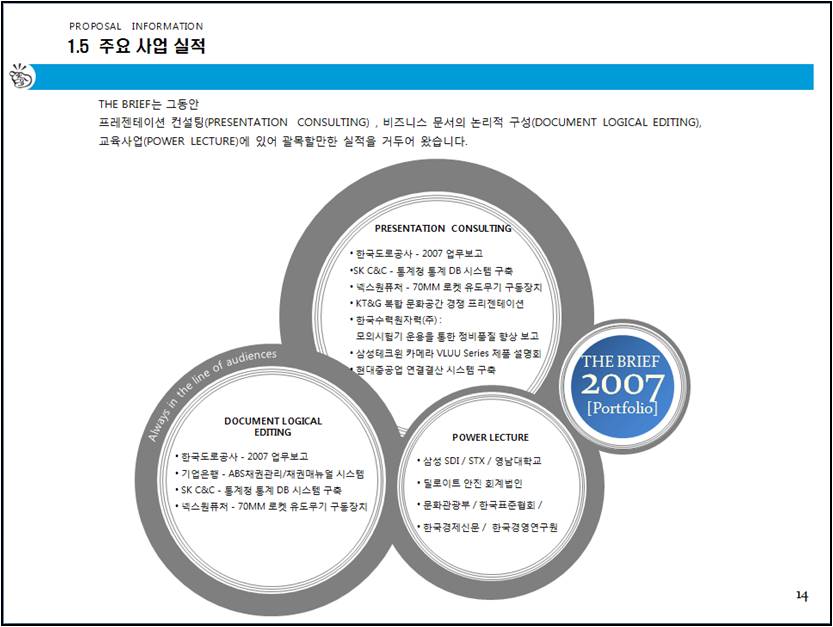 PROPOSAL INFORMATION
1.5 주요 사업 실적
THE BRIEF는 그동안
프레젠테이션 컨설팅(PRESENTATION CONSULTING) , 비즈니스 문서의 논리적 구성(DOCUMENT LOGICAL EDITING),
교육사업(POWER LECTURE)에 있어 괄목할만한 실적을 거두어 왔습니다.
PRESENTATION CONSULTING
• 한국도로공사 - 2007 업무보고
•SK C&C - 통계청 통계 DB 시스템 구축
• 넥스원퓨처 - 70MM 로켓 유도무기 구동장치
• KT&G 복합 문화공간 경쟁 프리젠테이션
• 한국수력원자력(주) :
모의시험기 운용을 통한 정비품질 향상 보고
• 삼성테크윈 카메라 VLUU Series 제품 설명회
• 현대중공업 연결결산 시스템 구축
Always in the line of audiences
DOCUMENT LOGICAL
EDITING
• 한국도로공사 - 2007 업무보고
• 기업은행 - ABS채권관리/채권매뉴얼 시스템
• SK C&C - 통계청 통계 DB 시스템 구축
• 넥스원퓨처 - 70MM 로켓 유도무기 구동장치
POWER LECTURE
• 삼성 SDI / STX / 영남대학교
• 딜로이트 안진 회계법인
• 문화관광부 / 한국표준협회 /
• 한국경제신문 / 한국경영연구원
THE BRIEF
2007
[Portfolio]
14